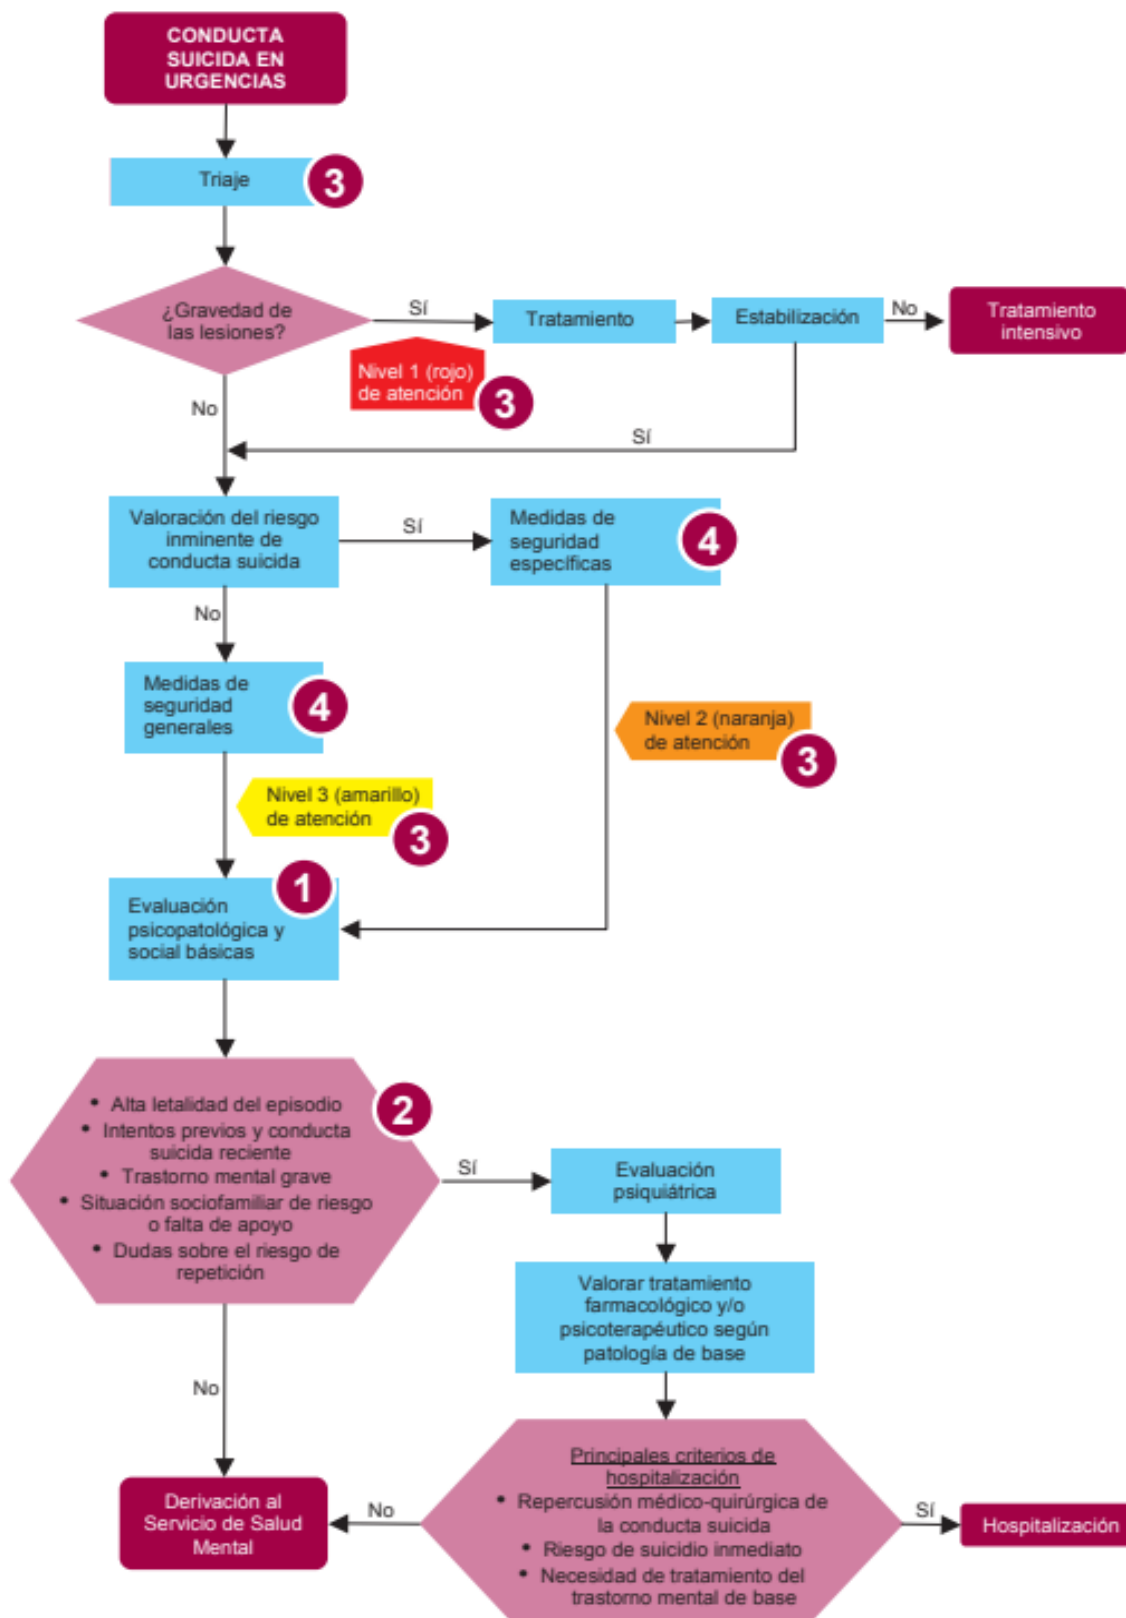 CONDUCTA
SUICIDA EN
URGENCIAS
Triaje
3
¿Gravedad de
las lesiones?
Sí
Tratamiento
Estabilización
No
Tratamiento
intensivo
Nivel 1 (rojo)
de atención
3
No
Sí
Valoración del riesgo
inminente de
conducta suicida
Sí
Medidas de
seguridad
específicas
4
No
Medidas de
seguridad
generales
4
Nivel 2 (naranja)
de atención
3
Nivel 3 (amarillo)
de atención
3
1
Evaluación
psicopatológica y
social básicas
2
• Alta letalidad del episodio
• Intentos previos y conducta
suicida reciente
• Trastorno mental grave
• Situación sociofamiliar de riesgo
o falta de apoyo
• Dudas sobre el riesgo de
repetición
Sí
Evaluación
psiquiátrica
Valorar tratamiento
farmacológico y/o
psicoterapéutico según
patología de base
No
Principales criterios de
hospitalización
• Repercusión médico-quirúrgica de
la conducta suicida
• Riesgo de suicidio inmediato
• Necesidad de tratamiento del
trastorno mental de base
No
Derivación al
Servicio de Salud
Mental
Sí
Hospitalización